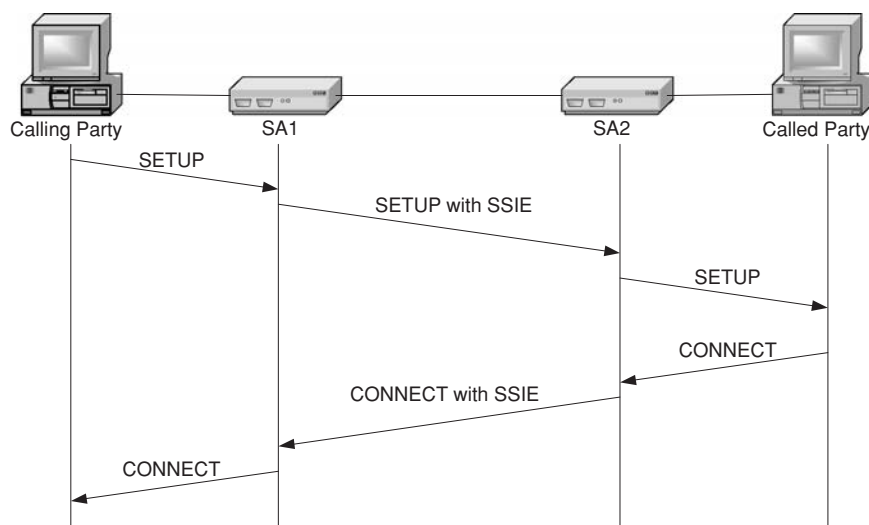 Calling Party
SA1
SA2
Called Party
SETUP
SETUP with SSIE
SETUP
CONNECT
CONNECT with SSIE
CONNECT